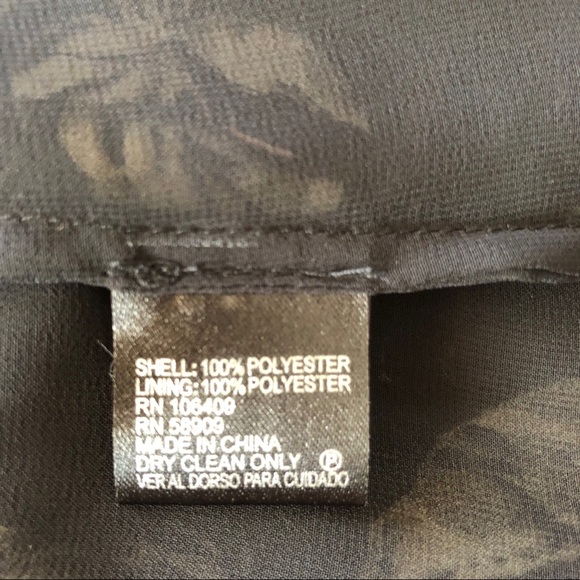 SHELL: 100% POLYESTER
LINING: 100% POLYESTER
RN 106409
RN 58909
MADE IN CHINA
DRY CLEAN ONLY Ⓟ
VER AL DORSO PARA CUIDADO